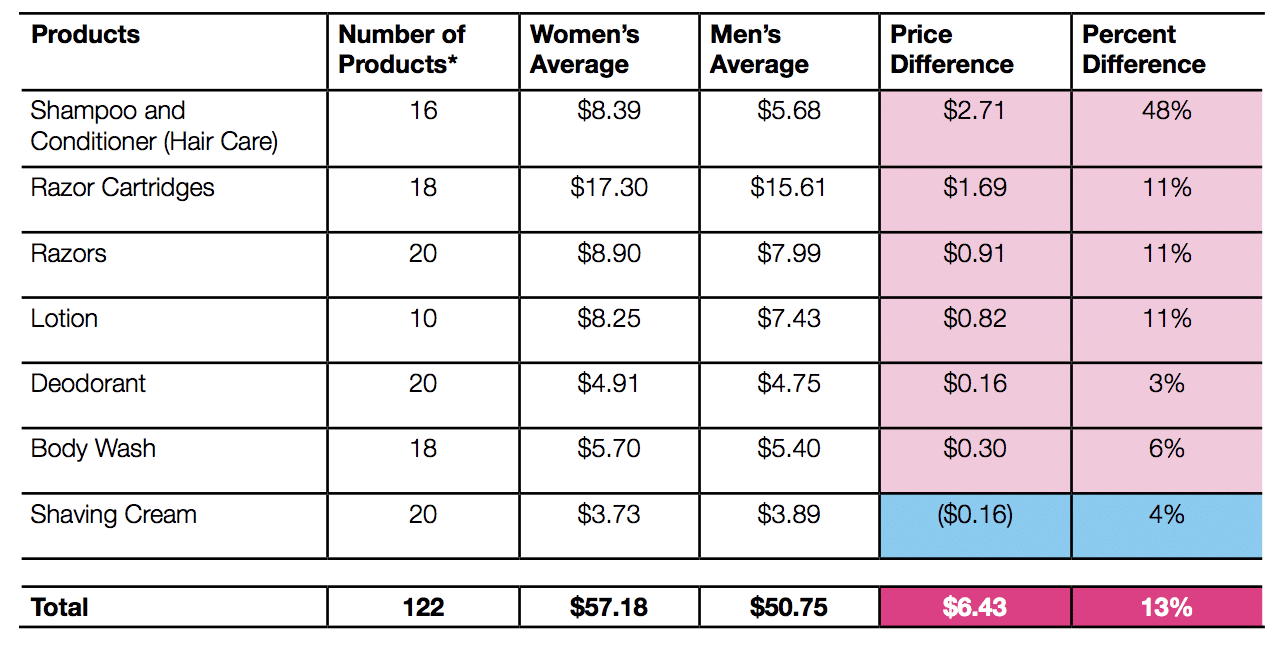 Products Number of Products* Women's Average Men's Average Price Difference Percent Difference
Shampoo and Conditioner (Hair Care) 16 $8.39 $5.68 $2.71 48%
Razor Cartridges 18 $17.30 $15.61 $1.69 11%
Razors 20 $8.90 $7.99 $0.91 11%
Lotion 10 $8.25 $7.43 $0.82 11%
Deodorant 20 $4.91 $4.75 $0.16 3%
Body Wash 18 $5.70 $5.40 $0.30 6%
Shaving Cream 20 $3.73 $3.89 ($0.16) 4%
Total 122 $57.18 $50.75 $6.43 13%